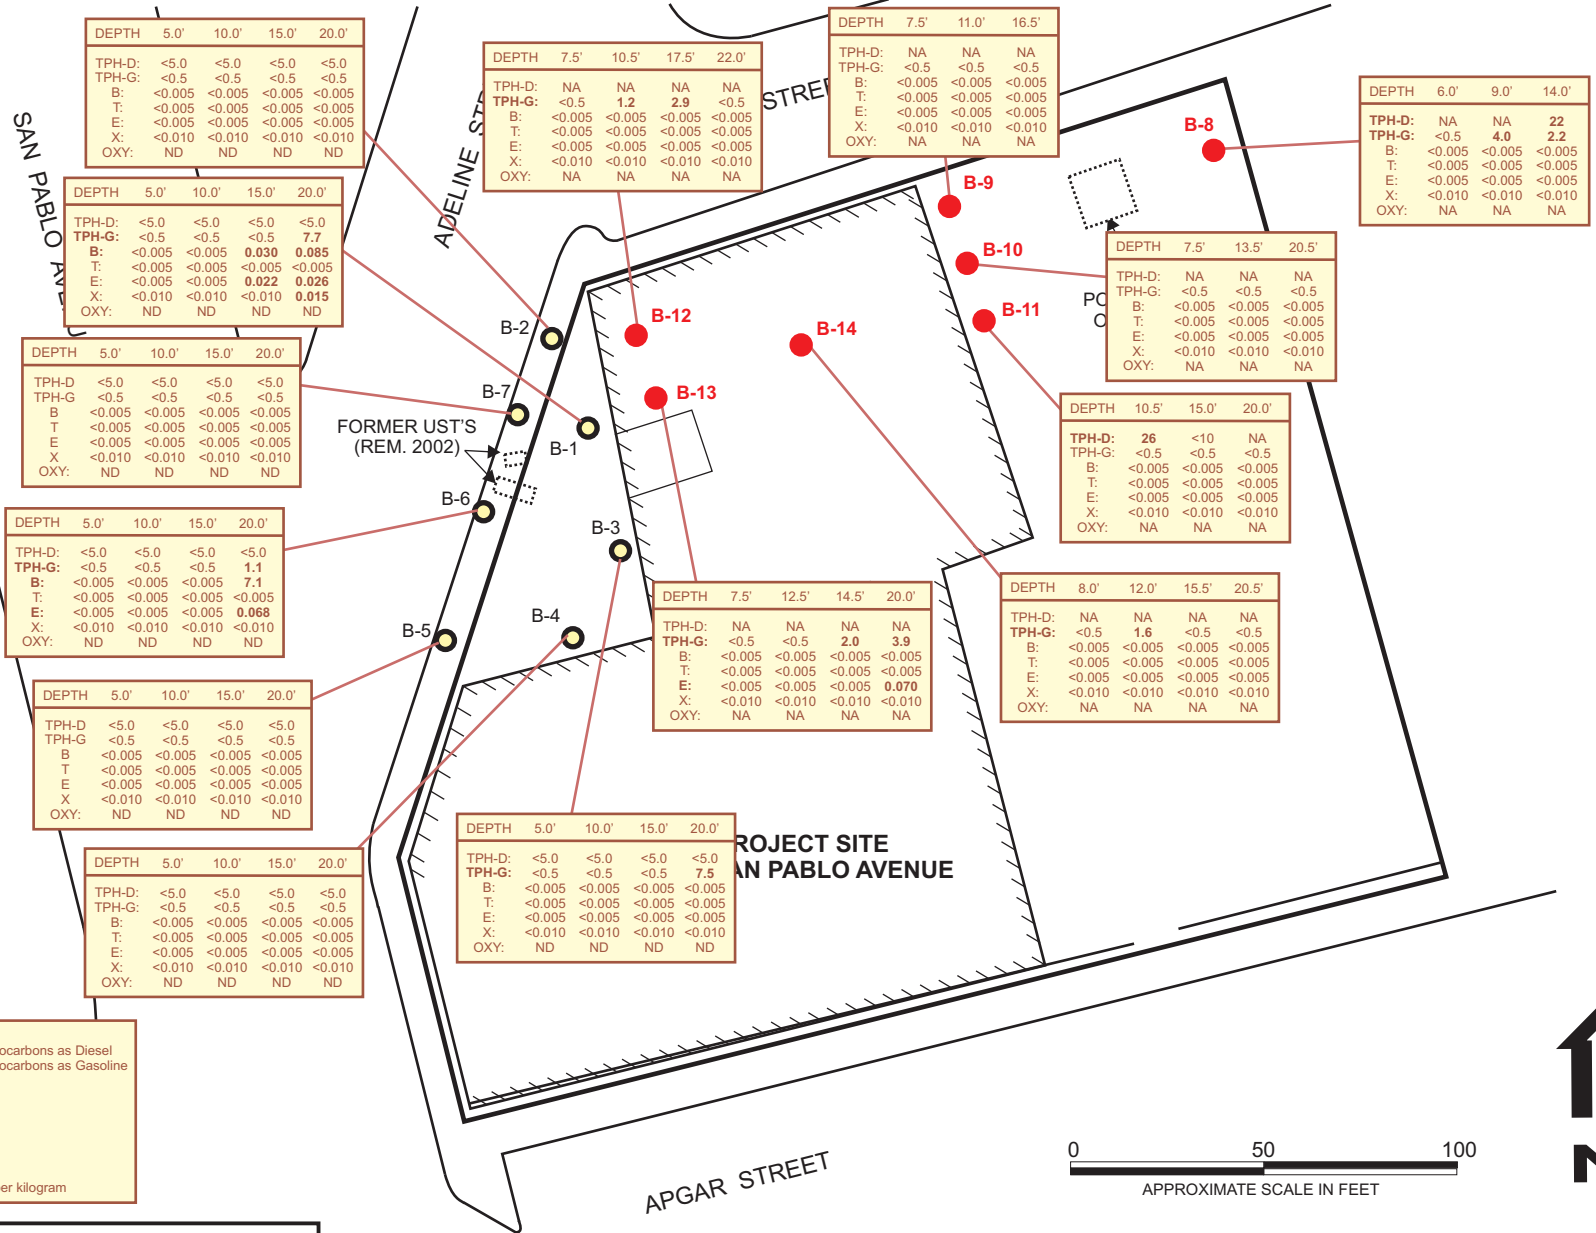 DEPTH 5.0' 10.0' 15.0' 20.0'
TPH-D: <5.0 <5.0 <5.0 <5.0
TPH-G: <0.5 <0.5 <0.5 <0.5
B: <0.005 <0.005 <0.005 <0.005
T: <0.005 <0.005 <0.005 <0.005
E: <0.005 <0.005 <0.005 <0.005
X: <0.010 <0.010 <0.010 <0.010
OXY: ND ND ND ND
DEPTH 7.5' 10.5' 17.5' 22.0'
TPH-D: NA NA NA NA
TPH-G: <0.5 1.2 2.9 <0.5
B: <0.005 <0.005 <0.005 <0.005
T: <0.005 <0.005 <0.005 <0.005
E: <0.005 <0.005 <0.005 <0.005
X: <0.010 <0.010 <0.010 <0.010
OXY: NA NA NA NA
DEPTH 7.5' 11.0' 16.5'
TPH-D: NA NA NA
TPH-G: <0.5 <0.5 <0.5
B: <0.005 <0.005 <0.005
T: <0.005 <0.005 <0.005
E: <0.005 <0.005 <0.005
X: <0.010 <0.010 <0.010
OXY: NA NA NA
DEPTH 6.0' 9.0' 14.0'
TPH-D: NA NA 22
TPH-G: <0.5 4.0 2.2
B: <0.005 <0.005 <0.005
T: <0.005 <0.005 <0.005
E: <0.005 <0.005 <0.005
X: <0.010 <0.010 <0.010
OXY: NA NA NA
SAN PABLO
ADELINE
B-8
B-9
B-10
B-11
B-12
B-13
B-14
DEPTH 5.0' 10.0' 15.0' 20.0'
TPH-D: <5.0 <5.0 <5.0 <5.0
TPH-G: <0.5 <0.5 <0.5 7.7
B: <0.005 <0.005 0.030 0.085
T: <0.005 <0.005 <0.005 <0.005
E: <0.005 <0.005 0.022 0.026
X: <0.010 <0.010 <0.010 0.015
OXY: ND ND ND ND
DEPTH 7.5' 13.5' 20.5'
TPH-D: NA NA NA
TPH-G: <0.5 <0.5 <0.5
B: <0.005 <0.005 <0.005
T: <0.005 <0.005 <0.005
E: <0.005 <0.005 <0.005
X: <0.010 <0.010 <0.010
OXY: NA NA NA
DEPTH 5.0' 10.0' 15.0' 20.0'
TPH-D <5.0 <5.0 <5.0 <5.0
TPH-G <0.5 <0.5 <0.5 <0.5
B <0.005 <0.005 <0.005 <0.005
T <0.005 <0.005 <0.005 <0.005
E <0.005 <0.005 <0.005 <0.005
X <0.010 <0.010 <0.010 <0.010
OXY: ND ND ND ND
B-2
B-7
B-1
FORMER UST'S
(REM. 2002)
B-6
B-3
B-4
B-5
DEPTH 10.5' 15.0' 20.0'
TPH-D: 26 <10 NA
TPH-G: <0.5 <0.5 <0.5
B: <0.005 <0.005 <0.005
T: <0.005 <0.005 <0.005
E: <0.005 <0.005 <0.005
X: <0.010 <0.010 <0.010
OXY: NA NA NA
DEPTH 5.0' 10.0' 15.0' 20.0'
TPH-D: <5.0 <5.0 <5.0 <5.0
TPH-G: <0.5 <0.5 <0.5 1.1
B: <0.005 <0.005 <0.005 7.1
T: <0.005 <0.005 <0.005 <0.005
E: <0.005 <0.005 <0.005 0.068
X: <0.010 <0.010 <0.010 <0.010
OXY: ND ND ND ND
DEPTH 7.5' 12.5' 14.5' 20.0'
TPH-D: NA NA NA NA
TPH-G: <0.5 <0.5 2.0 3.9
B: <0.005 <0.005 <0.005 <0.005
T: <0.005 <0.005 <0.005 <0.005
E: <0.005 <0.005 <0.005 0.070
X: <0.010 <0.010 <0.010 <0.010
OXY: NA NA NA NA
DEPTH 8.0' 12.0' 15.5' 20.5'
TPH-D: NA NA NA NA
TPH-G: <0.5 1.6 <0.5 <0.5
B: <0.005 <0.005 <0.005 <0.005
T: <0.005 <0.005 <0.005 <0.005
E: <0.005 <0.005 <0.005 <0.005
X: <0.010 <0.010 <0.010 <0.010
OXY: NA NA NA NA
DEPTH 5.0' 10.0' 15.0' 20.0'
TPH-D <5.0 <5.0 <5.0 <5.0
TPH-G <0.5 <0.5 <0.5 <0.5
B <0.005 <0.005 <0.005 <0.005
T <0.005 <0.005 <0.005 <0.005
E <0.005 <0.005 <0.005 <0.005
X <0.010 <0.010 <0.010 <0.010
OXY: ND ND ND ND
DEPTH 5.0' 10.0' 15.0' 20.0'
TPH-D: <5.0 <5.0 <5.0 <5.0
TPH-G: <0.5 <0.5 <0.5 7.5
B: <0.005 <0.005 <0.005 <0.005
T: <0.005 <0.005 <0.005 <0.005
E: <0.005 <0.005 <0.005 <0.005
X: <0.010 <0.010 <0.010 <0.010
OXY: ND ND ND ND
ROJECT SITE
AN PABLO AVENUE
DEPTH 5.0' 10.0' 15.0' 20.0'
TPH-D: <5.0 <5.0 <5.0 <5.0
TPH-G: <0.5 <0.5 <0.5 <0.5
B: <0.005 <0.005 <0.005 <0.005
T: <0.005 <0.005 <0.005 <0.005
E: <0.005 <0.005 <0.005 <0.005
X: <0.010 <0.010 <0.010 <0.010
OXY: ND ND ND ND
ocarbons as Diesel
ocarbons as Gasoline
er kilogram
APGAR STREET
0 50 100
APPROXIMATE SCALE IN FEET